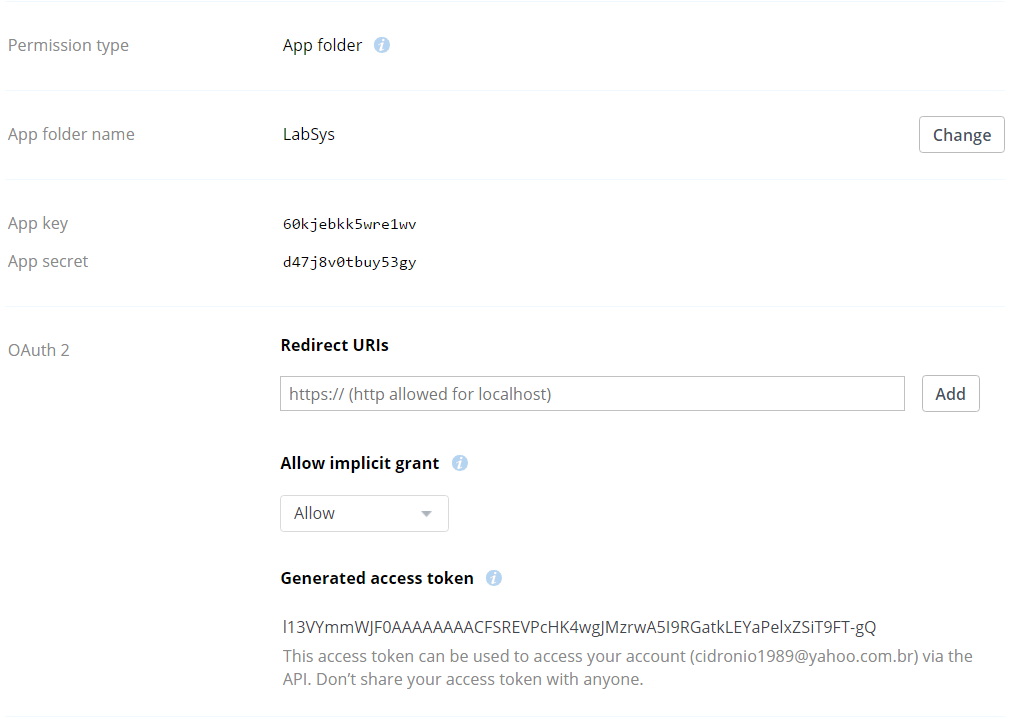 Permission type App folder
App folder name LabSys Change
App key 60kjebkk5wre1wv
App secret d47j8v0tbuy53gy
OAuth 2 Redirect URIs
https:// (http allowed for localhost) Add
Allow implicit grant
Allow
Generated access token
This access token can be used to access your account (cidronio1989@yahoo.com.br) via the
API. Don’t share your access token with anyone.